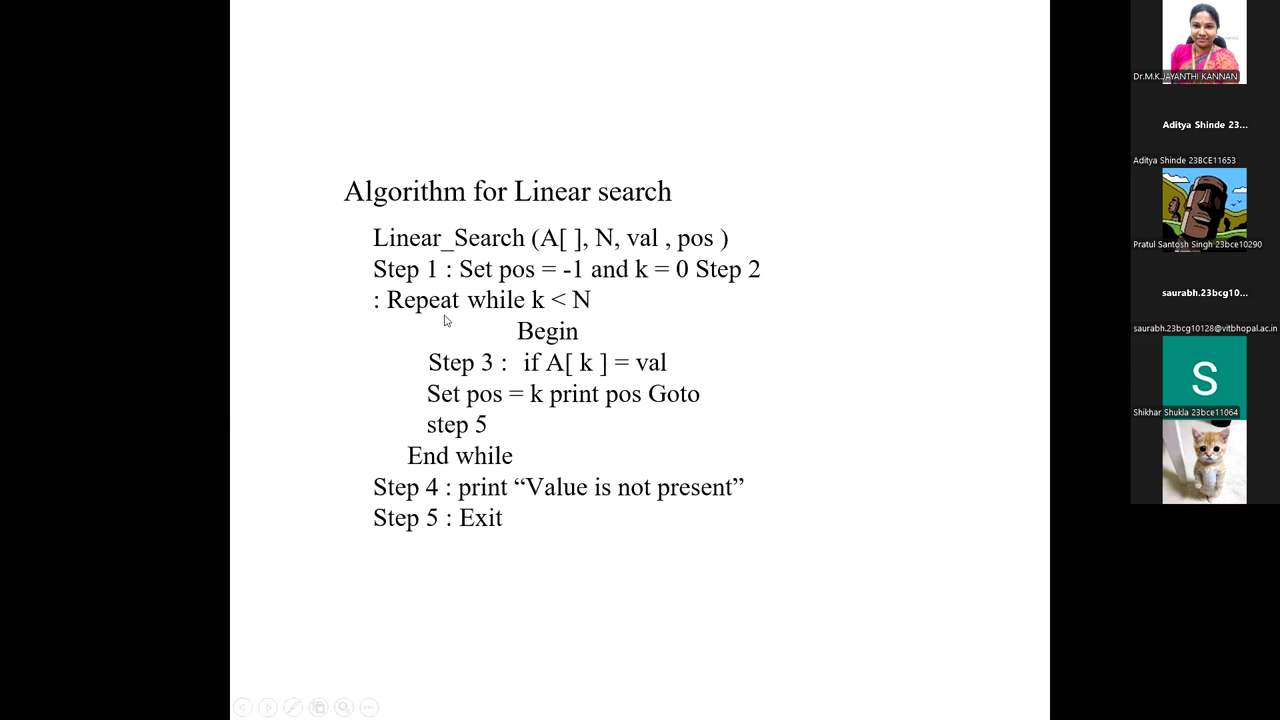 Algorithm for Linear search
Linear_Search (A[ ], N, val , pos )
Step 1 : Set pos = -1 and k = 0 Step 2
: Repeat while k < N
Begin
Step 3 : if A[ k ] = val
Set pos = k print pos Goto
step 5
End while
Step 4 : print “Value is not present”
Step 5 : Exit
Dr.M.K.JAYANTHI KANNAN
Aditya Shinde 23...
Aditya Shinde 23BCE11653
Pratul Santosh Singh 23bce10290
saurabh.23bcg10...
saurabh.23bcg10128@vitbhopal.ac.in
S
Shikhar Shukla 23bce11064